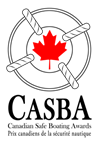 CASBA
Canadian Safe Boating Awards
Prix canadiens de la sécurité nautique